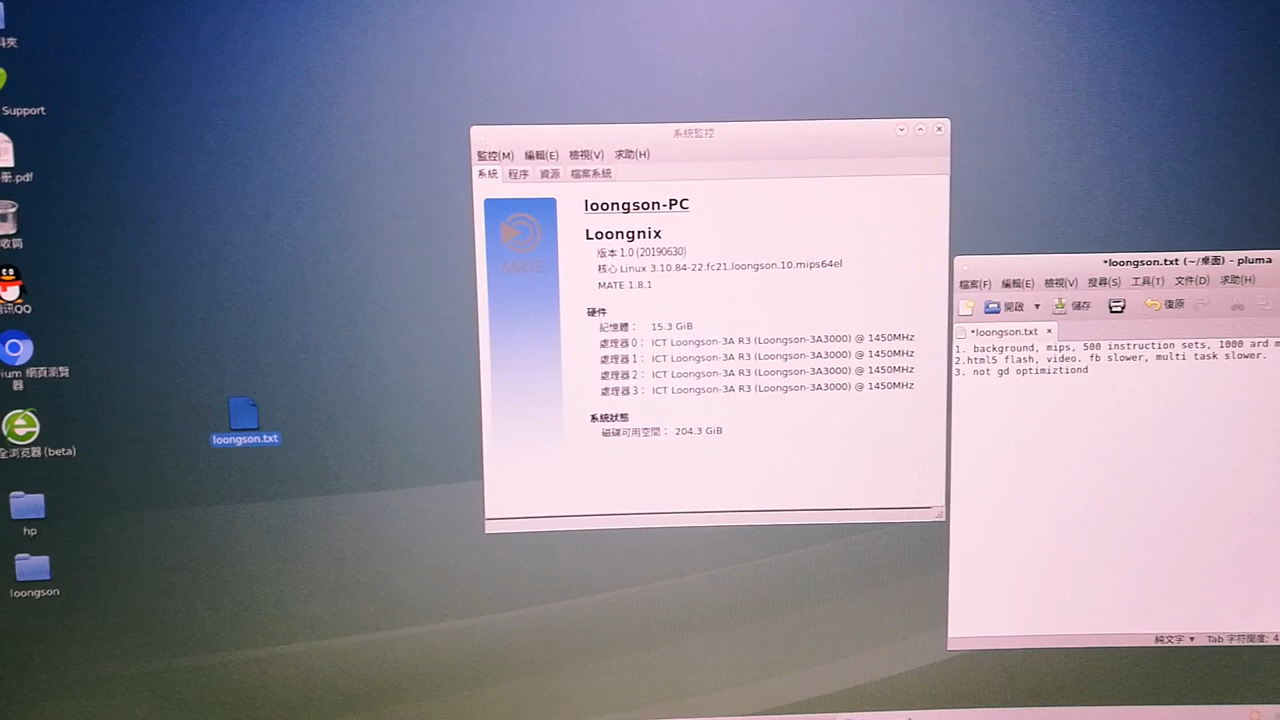 料夾
Support
册.pdf
收筒
讯QQ
ium 網頁瀏覽
器
全浏览器 (beta)
hp
loongson
loongson.txt
系統監控
監控(M) 編輯(E) 檢視(V) 求助(H)
系統 程序 資源 檔案系統
MATE
loongson-PC
Loongnix
版本 1.0 (20190630)
核心 Linux 3.10.84-22.fc21.loongson.10.mips64el
MATE 1.8.1
硬件
記憶體： 15.3 GiB
處理器 0： ICT Loongson-3A R3 (Loongson-3A3000) @ 1450MHz
處理器 1： ICT Loongson-3A R3 (Loongson-3A3000) @ 1450MHz
處理器 2： ICT Loongson-3A R3 (Loongson-3A3000) @ 1450MHz
處理器 3： ICT Loongson-3A R3 (Loongson-3A3000) @ 1450MHz
系統狀態
磁碟可用空間： 204.3 GiB
*loongson.txt (~/桌面) - pluma
檔案(F) 編輯(E) 檢視(V) 搜尋(S) 工具(T) 文件(D) 求助(H)
開啟 儲存 復原
*loongson.txt ×
1. background, mips, 500 instruction sets, 1000 ard m
2.html5 flash, video. fb slower, multi task slower.
3. not gd optimiztiond
純文字 ▼ Tab 字符闊度: 4